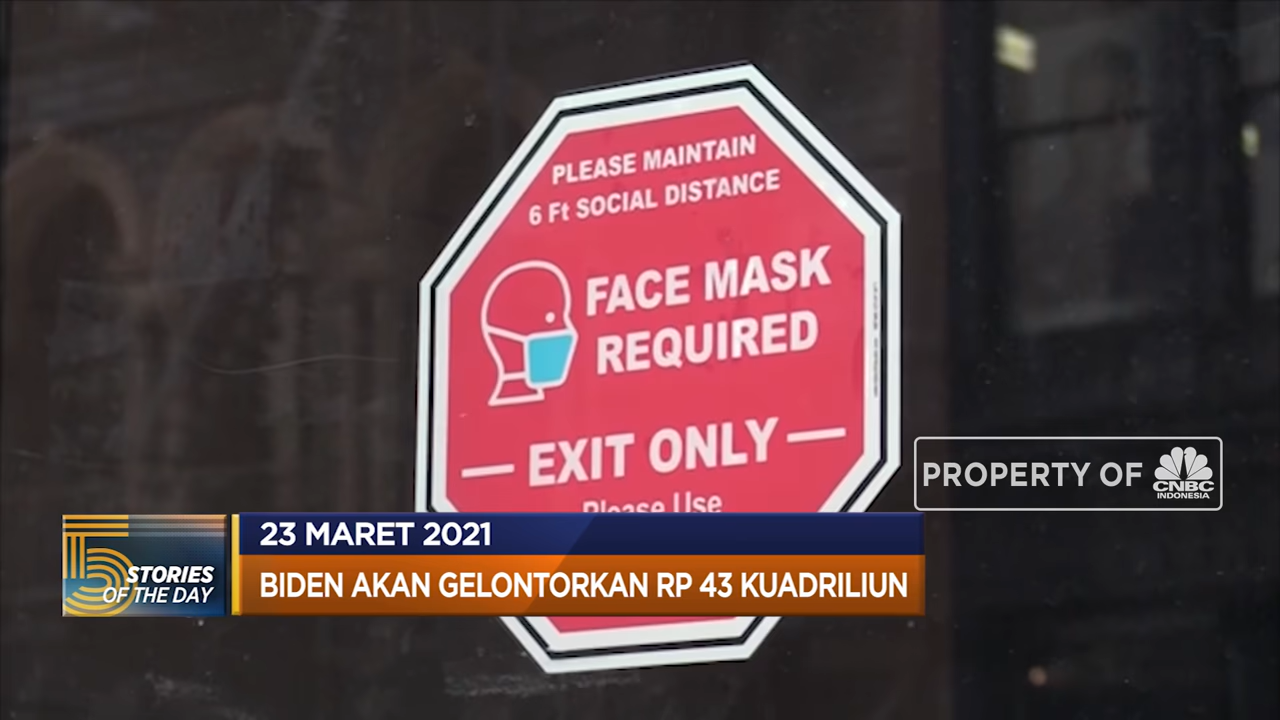 PLEASE MAINTAIN
6 Ft SOCIAL DISTANCE
FACE MASK
REQUIRED
EXIT ONLY
Please Use
PROPERTY OF CNBC
INDONESIA
23 MARET 2021
5 STORIES
OF THE DAY
BIDEN AKAN GELONTORKAN RP 43 KUADRILIUN